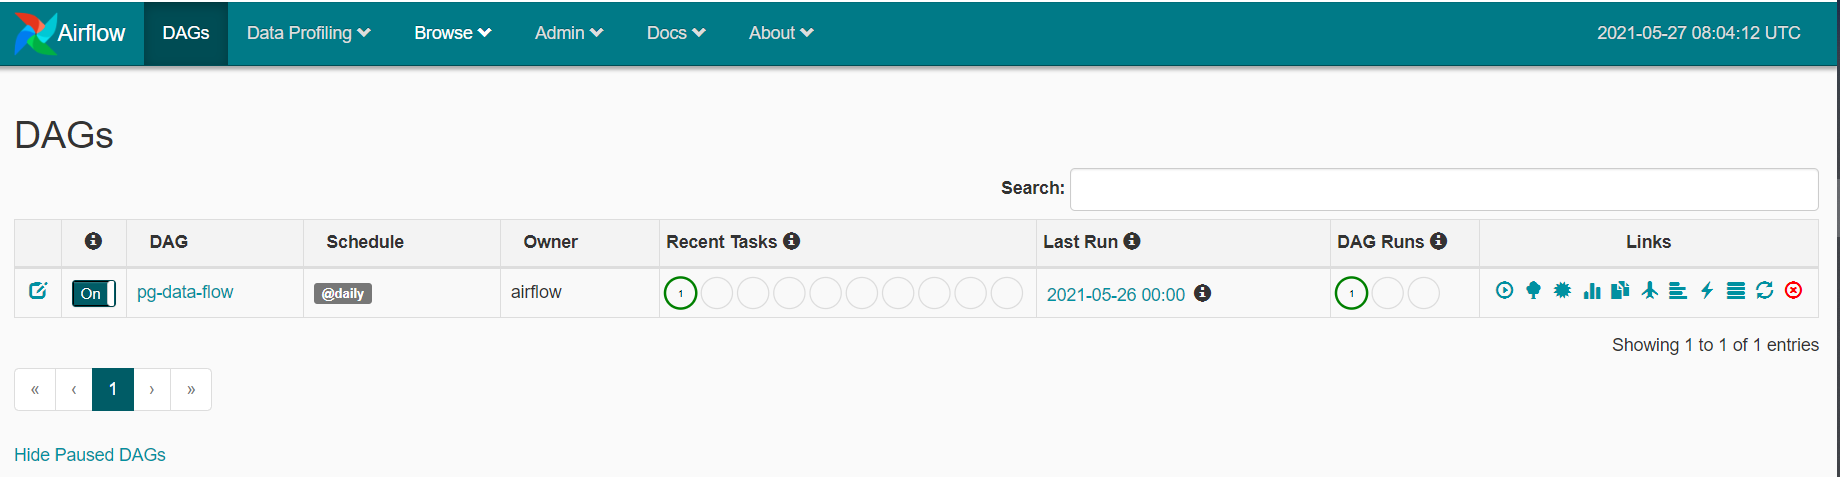 Airflow DAGs Data Profiling Browse Admin Docs About 2021-05-27 08:04:12 UTC
DAGs
Search:
DAG Schedule Owner Recent Tasks Last Run DAG Runs Links
On pg-data-flow @daily airflow 1 2021-05-26 00:00 1
Showing 1 to 1 of 1 entries
« ‹ 1 › »
Hide Paused DAGs